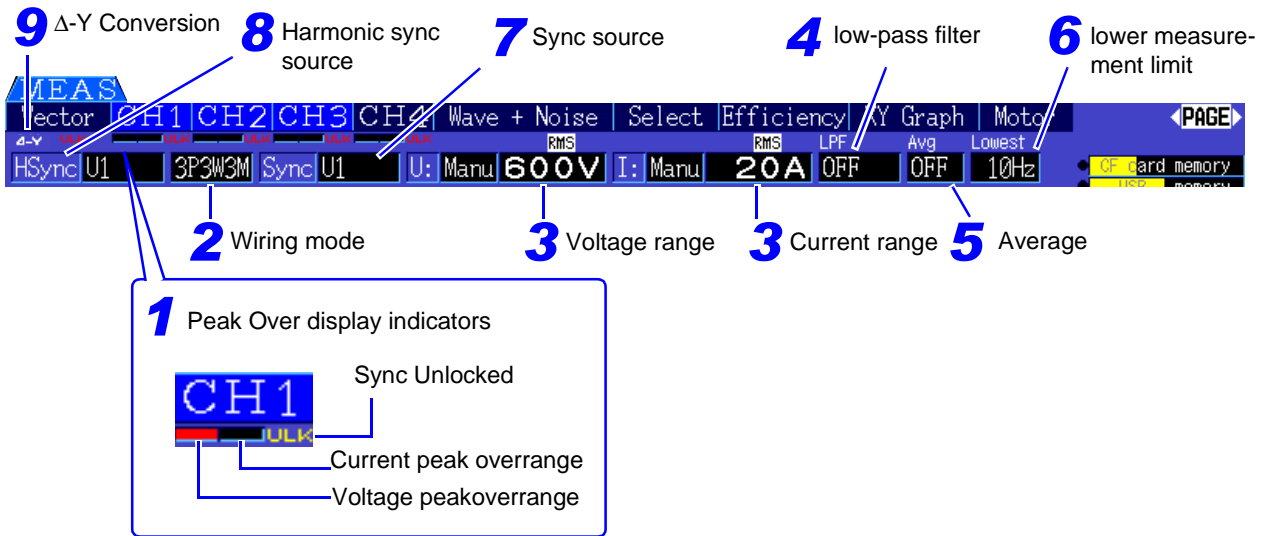 9 Δ-Y Conversion
8 Harmonic sync source
7 Sync source
4 low-pass filter
6 lower measure-
ment limit
MEAS
Vector CH1 CH2 CH3 CH4 Wave + Noise Select Efficiency XY Graph Motor PAGE
Δ-Y ULK ULK ULK ULK RMS RMS LPF Avg Lowest
HSync U1 3P3W3M Sync U1 U: Manu 600V I: Manu 20A OFF OFF 10Hz
CF card memory
USB memory
2 Wiring mode
3 Voltage range
3 Current range
5 Average
1 Peak Over display indicators
Sync Unlocked
CH1
ULK
Current peak overrange
Voltage peakoverrange